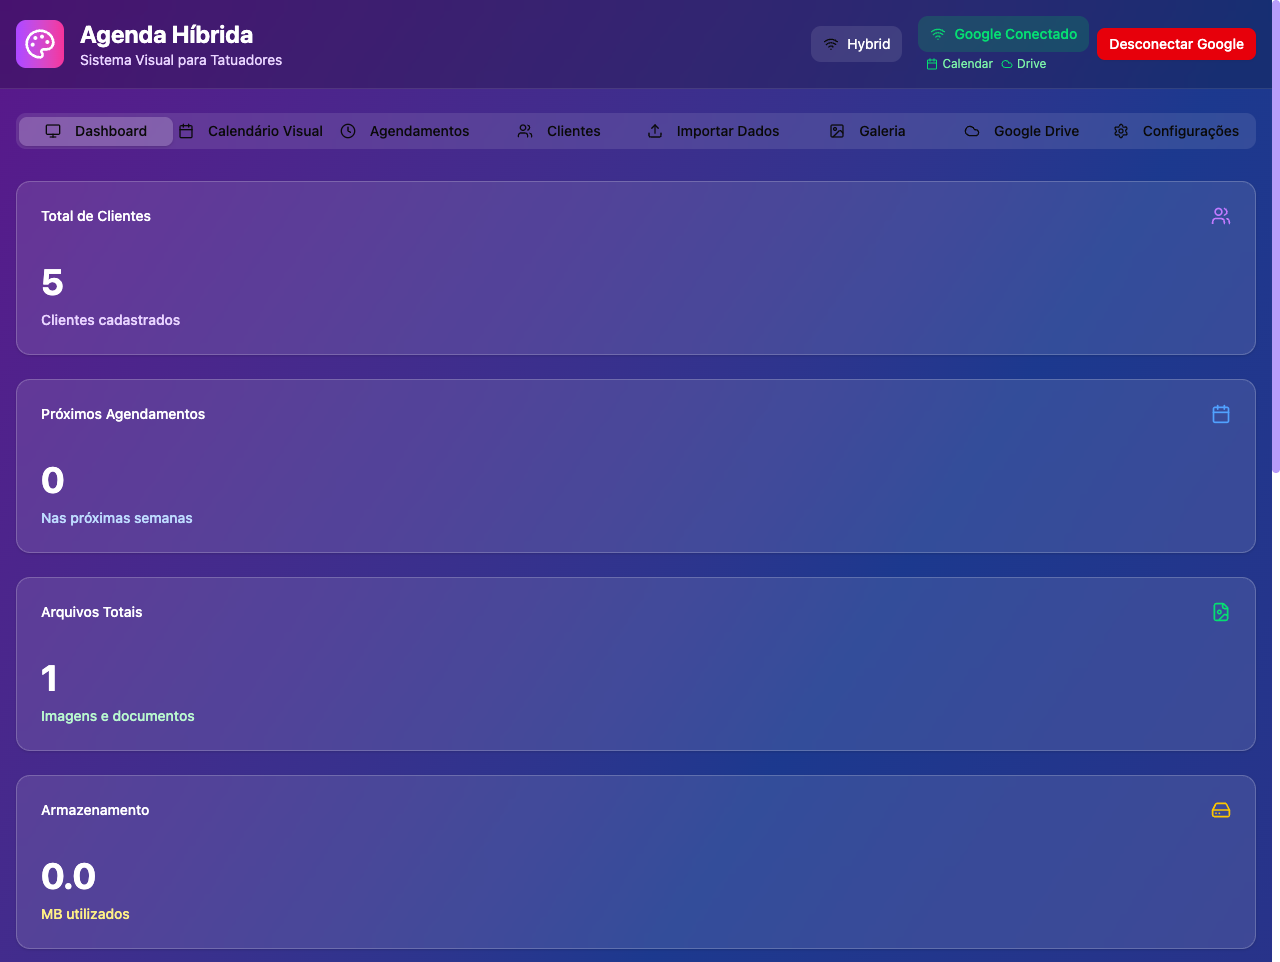 Agenda Híbrida
Sistema Visual para Tatuadores
Hybrid
Google Conectado
Calendar Drive
Desconectar Google
Dashboard Calendário Visual Agendamentos Clientes Importar Dados Galeria Google Drive Configurações
Total de Clientes
5
Clientes cadastrados
Próximos Agendamentos
0
Nas próximas semanas
Arquivos Totais
1
Imagens e documentos
Armazenamento
0.0
MB utilizados